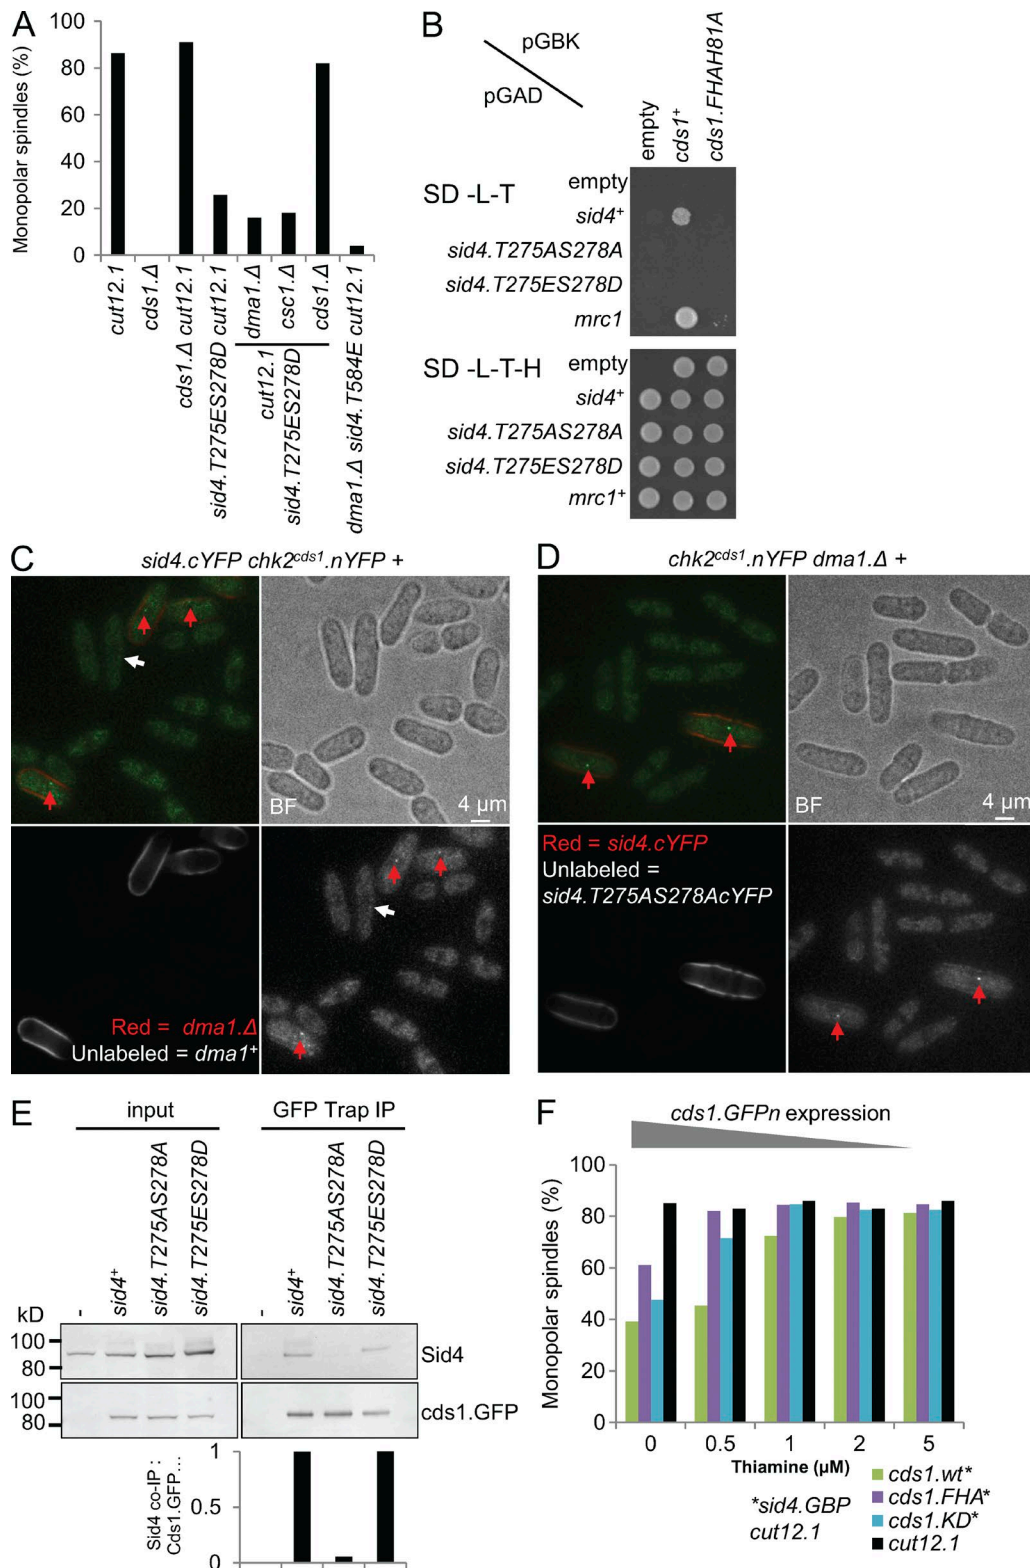 A
Monopolar spindles (%)
100
80
60
40
20
0
cut12.1
cds1.Δ
cds1.Δ cut12.1
sid4.T275ES278D cut12.1
dma1.Δ
csc1.Δ
cds1.Δ
cut12.1
sid4.T275ES278D
dma1.Δ sid4.T584E cut12.1
B
pGBK
pGAD
empty
cds1+
cds1.FHAH81A
SD -L-T
empty
sid4+
sid4.T275AS278A
sid4.T275ES278D
mrc1
SD -L-T-H
empty
sid4+
sid4.T275AS278A
sid4.T275ES278D
mrc1+
C
sid4.cYFP chk2cds1.nYFP +
BF
4 µm
Red = dma1.Δ
Unlabeled = dma1+
D
chk2cds1.nYFP dma1.Δ +
BF
4 µm
Red = sid4.cYFP
Unlabeled =
sid4.T275AS278AcYFP
E
input
GFP Trap IP
-
sid4+
sid4.T275AS278A
sid4.T275ES278D
-
sid4+
sid4.T275AS278A
sid4.T275ES278D
kD
100
80
Sid4
100
80
cds1.GFP
Sid4 co-IP :
Cds1.GFP...
1
0.5
0
F
cds1.GFPn expression
Monopolar spindles (%)
100
80
60
40
20
0
0 0.5 1 2 5
Thiamine (µM)
*sid4.GBP
cut12.1
cds1.wt*
cds1.FHA*
cds1.KD*
cut12.1